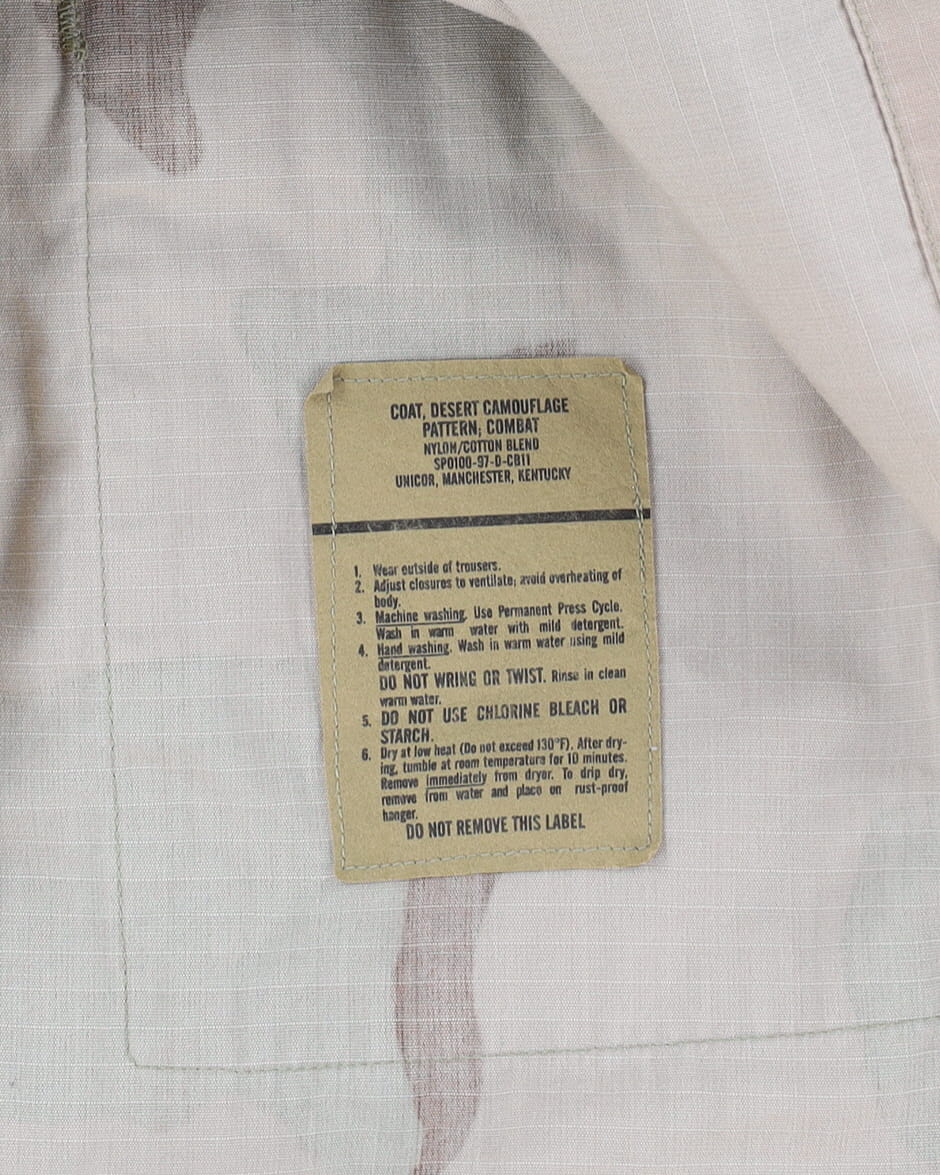 COAT, DESERT CAMOUFLAGE
PATTERN; COMBAT
NYLON/COTTON BLEND
SPO100-97-D-CB11
UNICOR, MANCHESTER, KENTUCKY
1. Wear outside of trousers.
2. Adjust closures to ventilate; avoid overheating of
body.
3. Machine washing. Use Permanent Press Cycle.
Wash in warm water with mild detergent.
4. Hand washing. Wash in warm water using mild
detergent.
DO NOT WRING OR TWIST. Rinse in clean
warm water.
5. DO NOT USE CHLORINE BLEACH OR
STARCH.
6. Dry at low heat (Do not exceed 130°F). After dry-
ing, tumble at room temperature for 10 minutes.
Remove immediately from dryer. To drip dry,
remove from water and place on rust-proof
hanger.
DO NOT REMOVE THIS LABEL